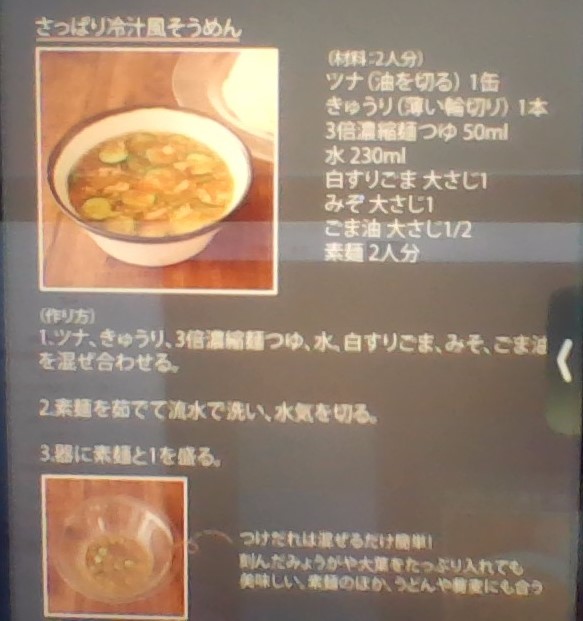 さっぱり冷汁風そうめん
(材料:2人分)
ツナ(油を切る) 1缶
きゅうり(薄い輪切り) 1本
3倍濃縮麺つゆ 50ml
水 230ml
白すりごま 大さじ1
みそ 大さじ1
ごま油 大さじ1/2
素麺 2人分
(作り方)
1.ツナ、きゅうり、3倍濃縮麺つゆ、水、白すりごま、みそ、ごま油
を混ぜ合わせる。
2.素麺を茹でて流水で洗い、水気を切る。
3.器に素麺と1を盛る。
つけだれは混ぜるだけ簡単!
刻んだみょうがや大葉をたっぷり入れても
美味しい、素麺のほか、うどんや蕎麦にも合う